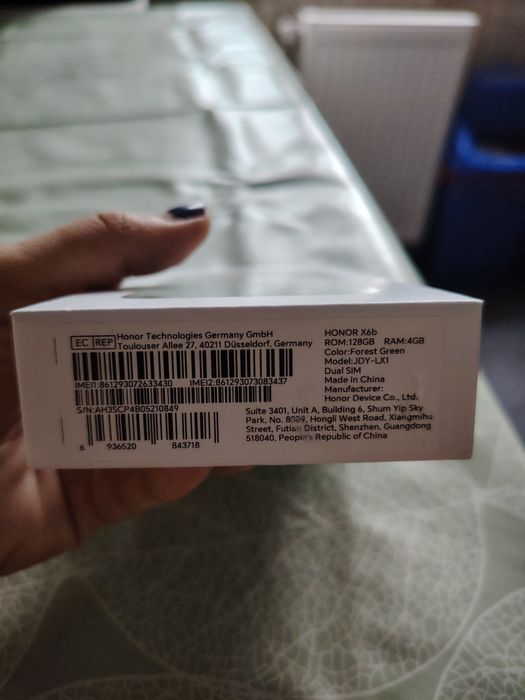 EC REP
Honor Technologies Germany GmbH
Toulouser Allee 27, 40211 Düsseldorf, Germany
IMEI1:861293072633430 IMEI2:861293073083437
S/N:AH3SCP4B05210849
6 936520 843718
HONOR X6b
ROM:128GB RAM:4GB
Color:Forest Green
Model:JDY-LX1
Dual SIM
Made in China
Manufacturer:
Honor Device Co., Ltd.
Suite 3401, Unit A, Building 6, Shum Yip Sky
Park, No. 8089, Hongli West Road, Xiangmihu
Street, Futian District, Shenzhen, Guangdong
518040, People's Republic of China